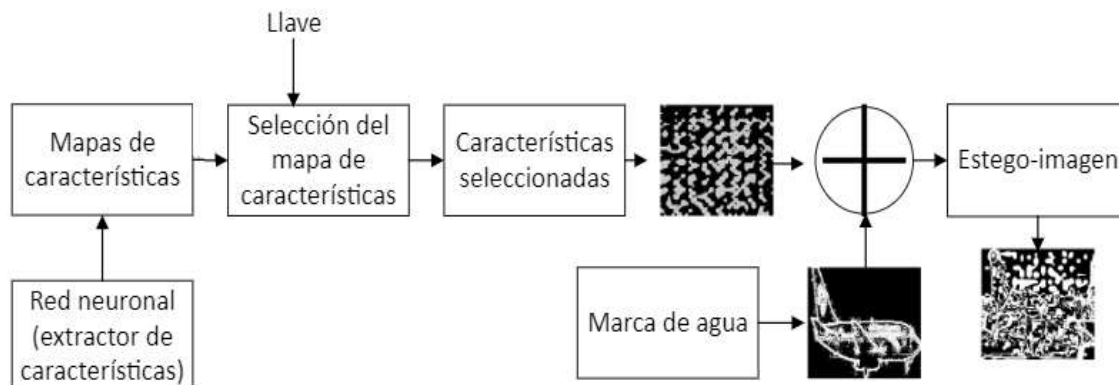 Llave
Mapas de
características
Selección del
mapa de
características
Características
seleccionadas
Estego-imagen
Red neuronal
(extractor de
características)
Marca de agua